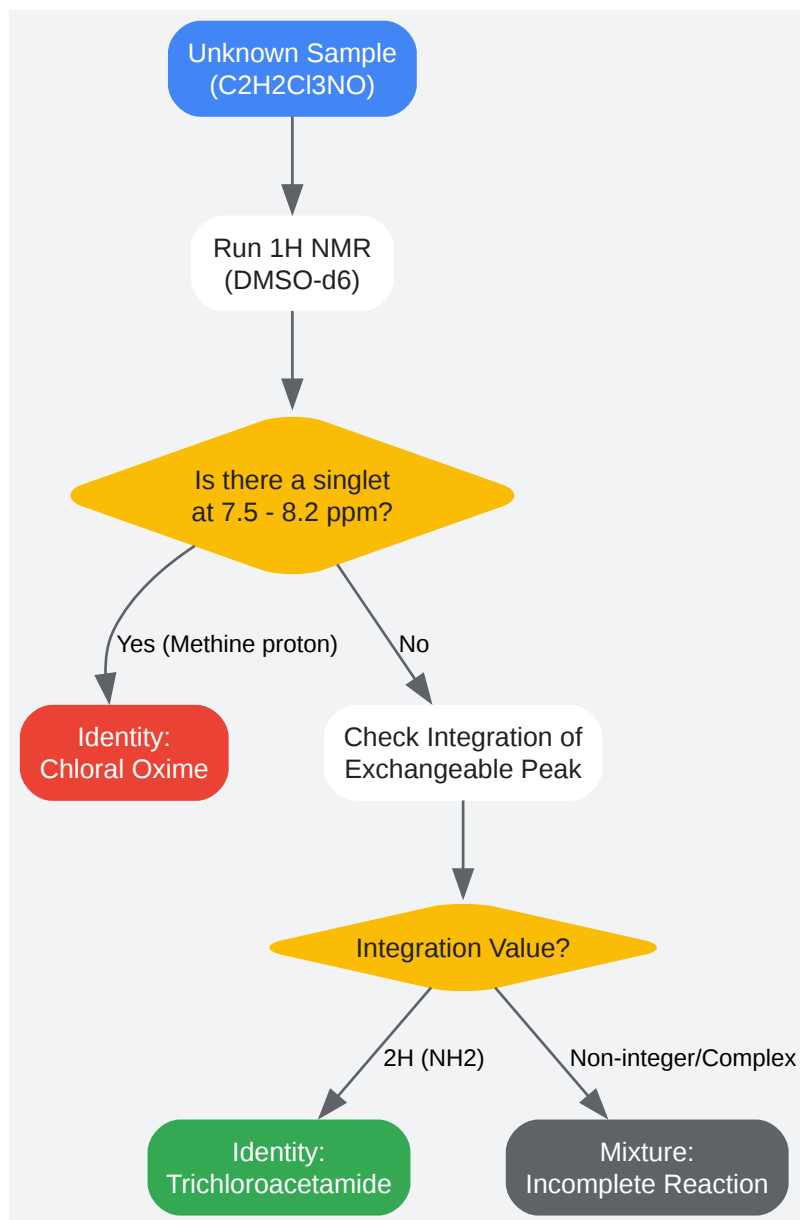 Unknown Sample
(C2H2Cl3NO)
Run 1H NMR
(DMSO-d6)
Is there a singlet
at 7.5 - 8.2 ppm?
Yes (Methine proton)
No
Identity:
Chloral Oxime
Check Integration of
Exchangeable Peak
Integration Value?
2H (NH2)
Non-integer/Complex
Identity:
Trichloroacetamide
Mixture:
Incomplete Reaction